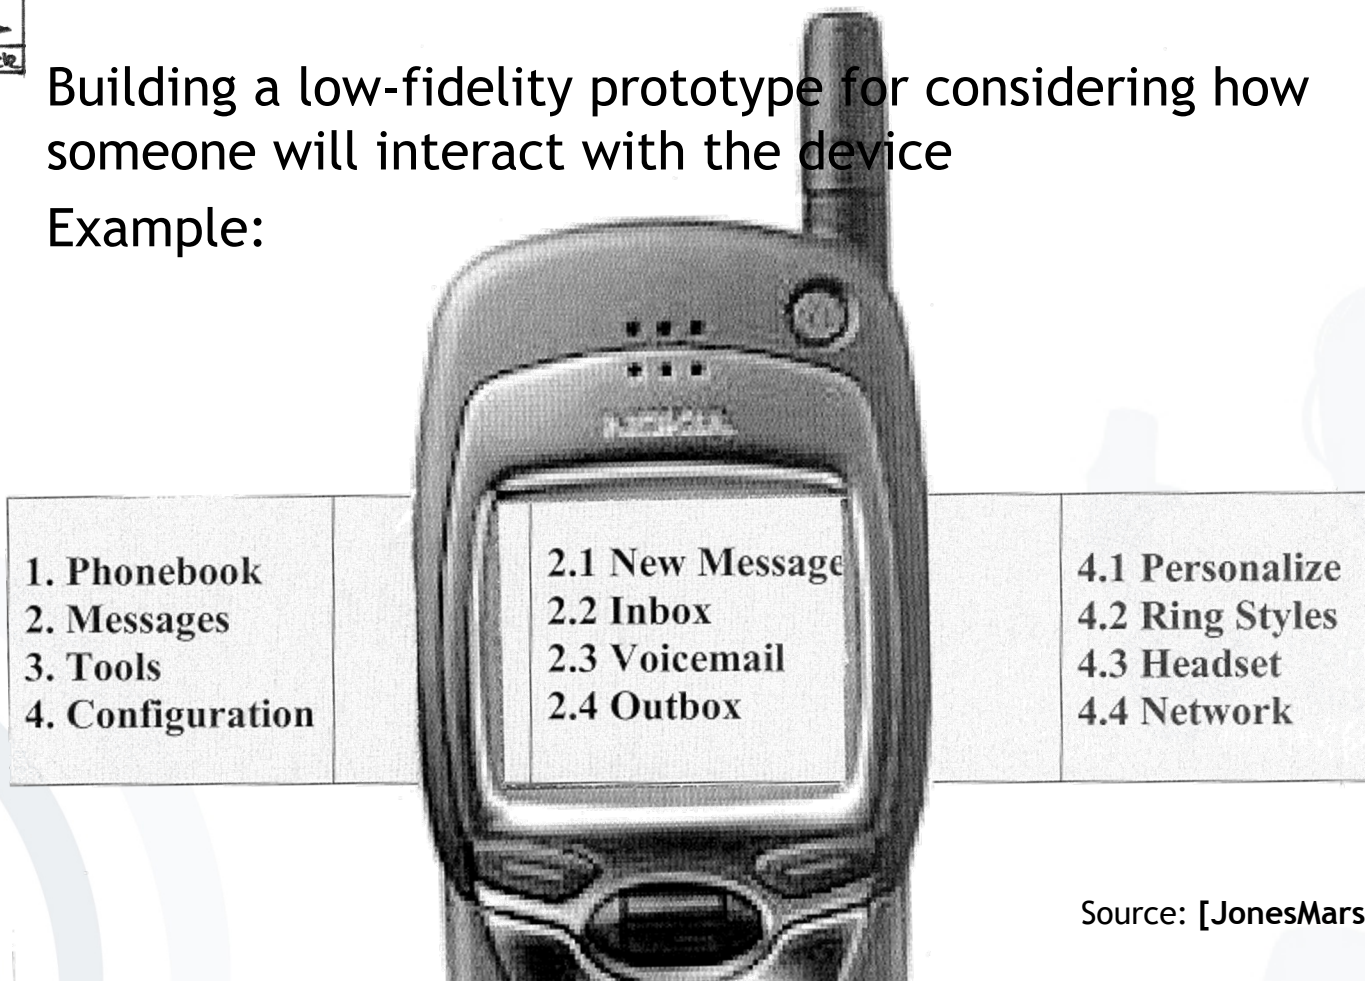 Building a low-fidelity prototype for considering how
someone will interact with the device
Example:
NOKIA
1. Phonebook
2. Messages
3. Tools
4. Configuration
2.1 New Message
2.2 Inbox
2.3 Voicemail
2.4 Outbox
4.1 Personalize
4.2 Ring Styles
4.3 Headset
4.4 Network
Source: [JonesMars